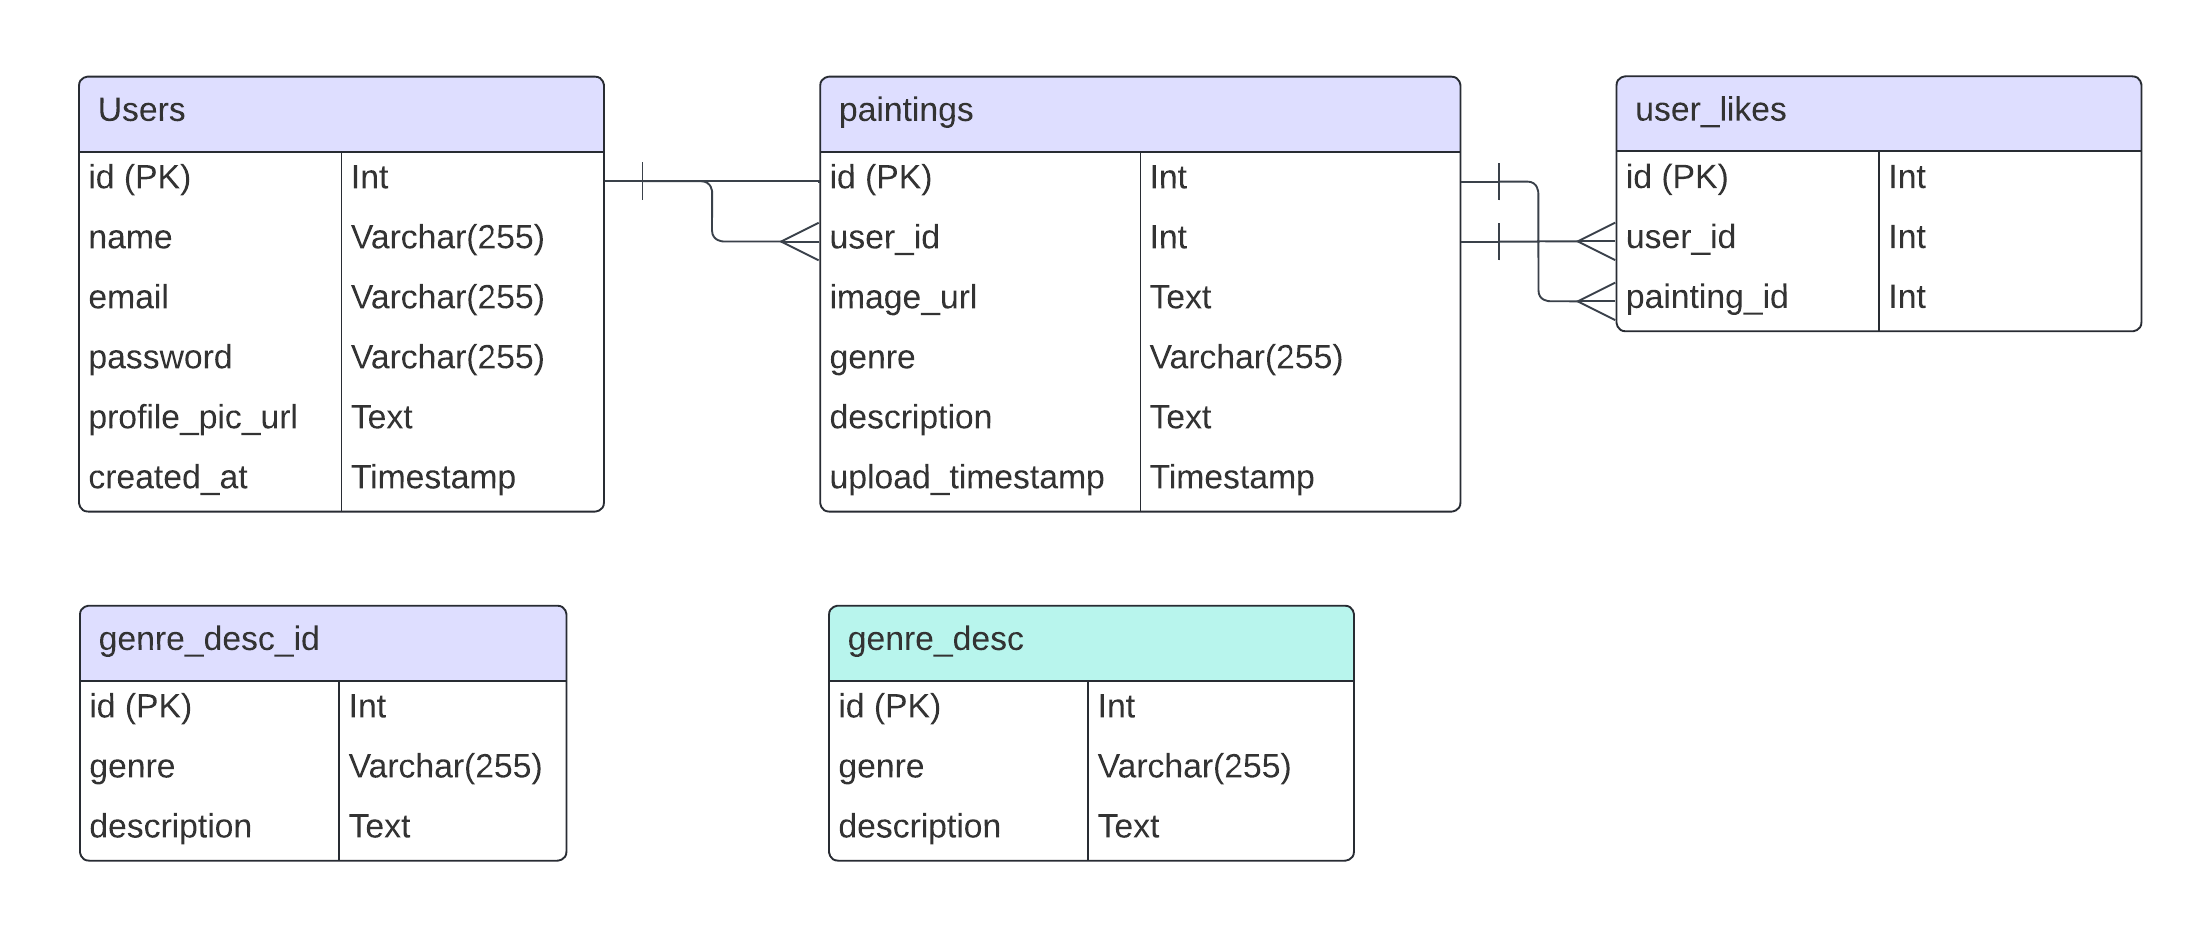 Users
id (PK) Int
name Varchar(255)
email Varchar(255)
password Varchar(255)
profile_pic_url Text
created_at Timestamp
paintings
id (PK) Int
user_id Int
image_url Text
genre Varchar(255)
description Text
upload_timestamp Timestamp
user_likes
id (PK) Int
user_id Int
painting_id Int
genre_desc_id
id (PK) Int
genre Varchar(255)
description Text
genre_desc
id (PK) Int
genre Varchar(255)
description Text